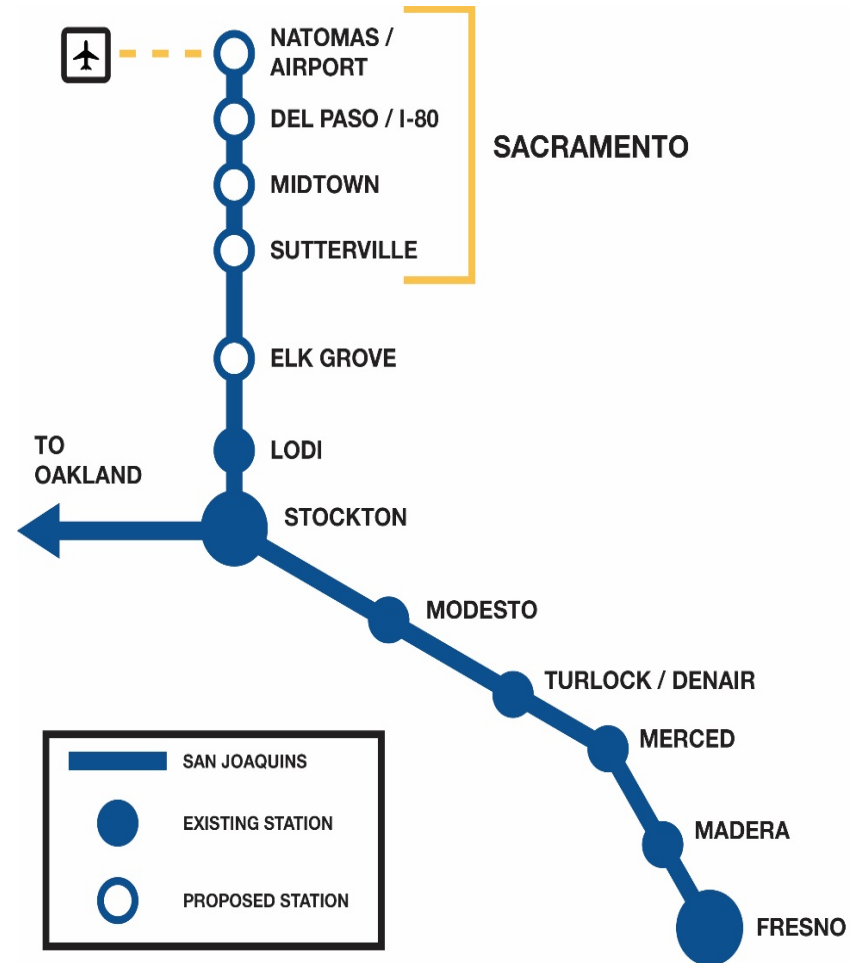 NATOMAS /
AIRPORT
DEL PASO / I-80
SACRAMENTO
MIDTOWN
SUTTERVILLE
ELK GROVE
TO
OAKLAND
LODI
STOCKTON
MODESTO
TURLOCK / DENAIR
MERCED
SAN JOAQUINS
EXISTING STATION
MADERA
PROPOSED STATION
FRESNO